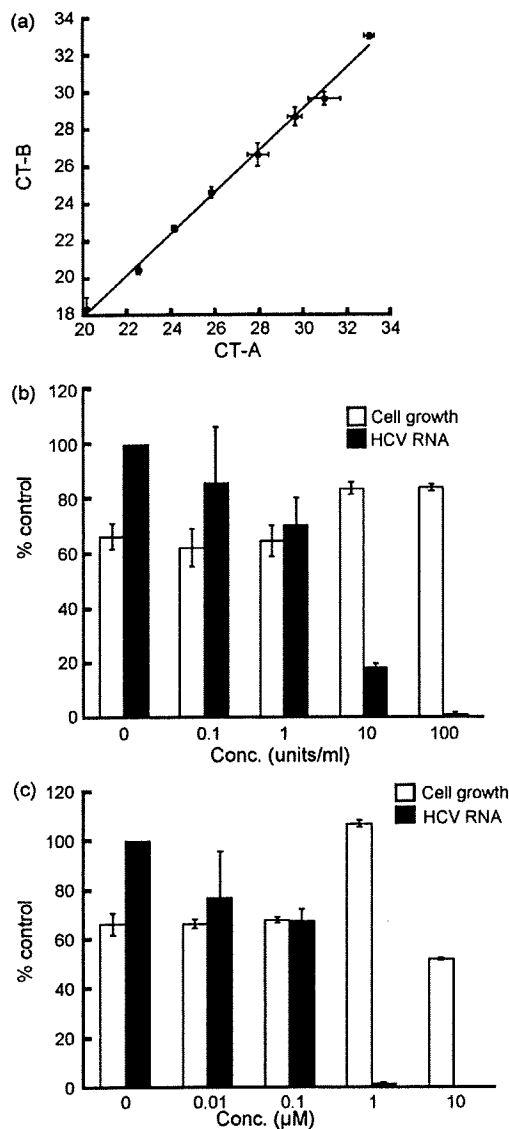 (a)
34
32
30
28
26
24
22
20
18
CT-B
20 22 24 26 28 30 32 34
CT-A
(b)
120
100
80
60
40
20
0
% control
Cell growth
HCV RNA
0 0.1 1 10 100
Conc. (units/ml)
(c)
120
100
80
60
40
20
0
% control
Cell growth
HCV RNA
0 0.01 0.1 1 10
Conc. (µM)